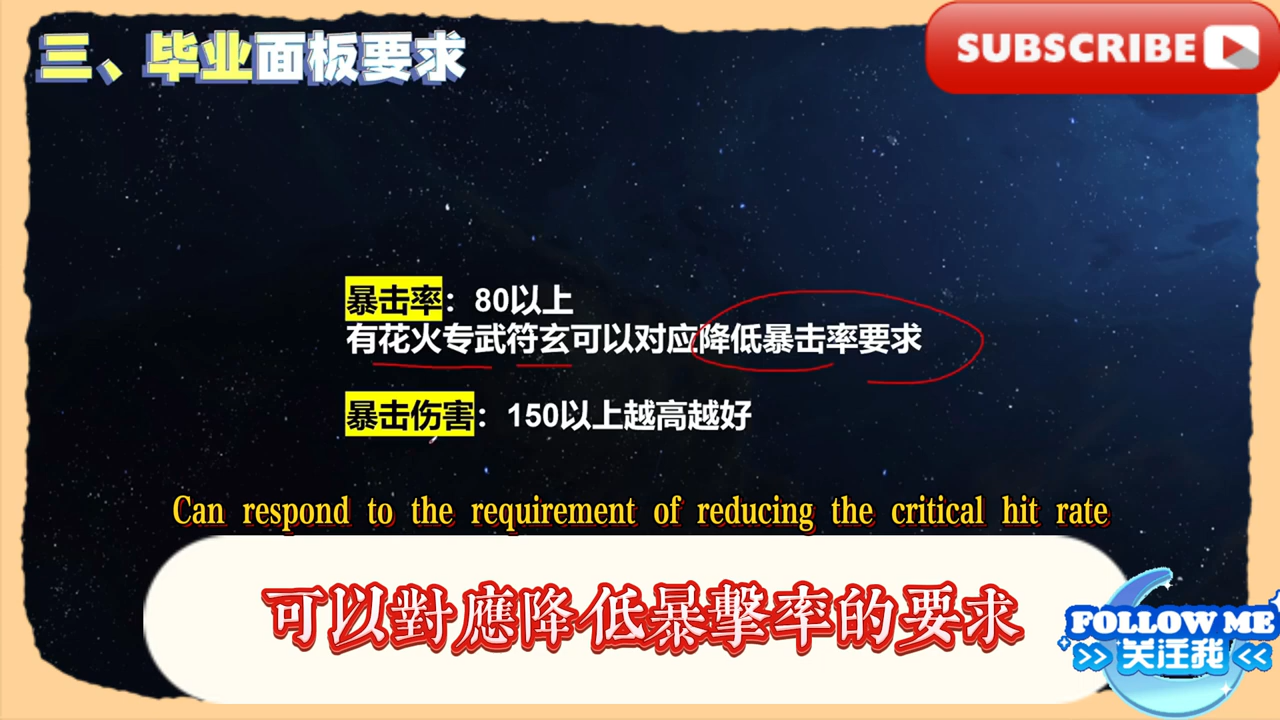 三、毕业面板要求
SUBSCRIBE
暴击率：80以上
有花火专武符玄可以对应降低暴击率要求
暴击伤害：150以上越高越好
Can respond to the requirement of reducing the critical hit rate
可以對應降低暴擊率的要求
FOLLOW ME
>> 关注我 <<